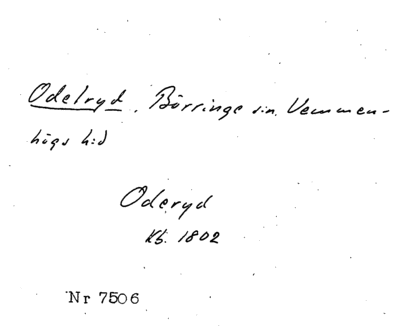 Odelryd, Börringe sn. Vemmen-
högs h:d
Oderyd
Kb. 1802
Nr 7506